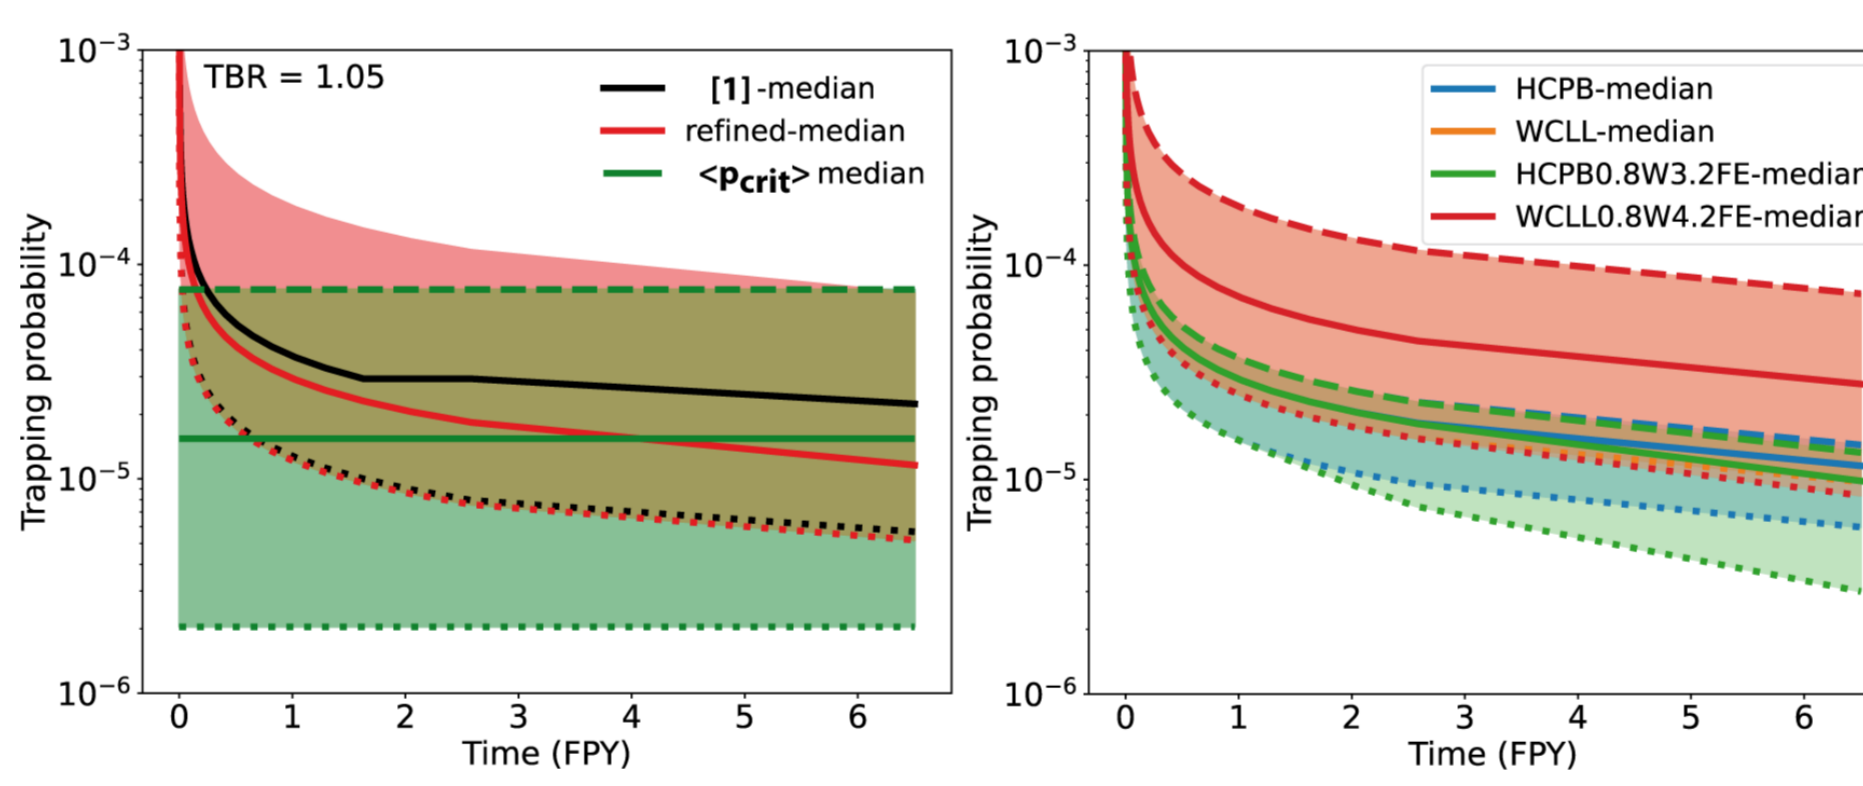 TBR = 1.05
[1]-median
refined-median
<pcrit> median
10−3
10−4
10−5
10−6
Trapping probability
0 1 2 3 4 5 6
Time (FPY)
HCPB-median
WCLL-median
HCPB0.8W3.2FE-median
WCLL0.8W4.2FE-median
10−3
10−4
10−5
10−6
Trapping probability
0 1 2 3 4 5 6
Time (FPY)